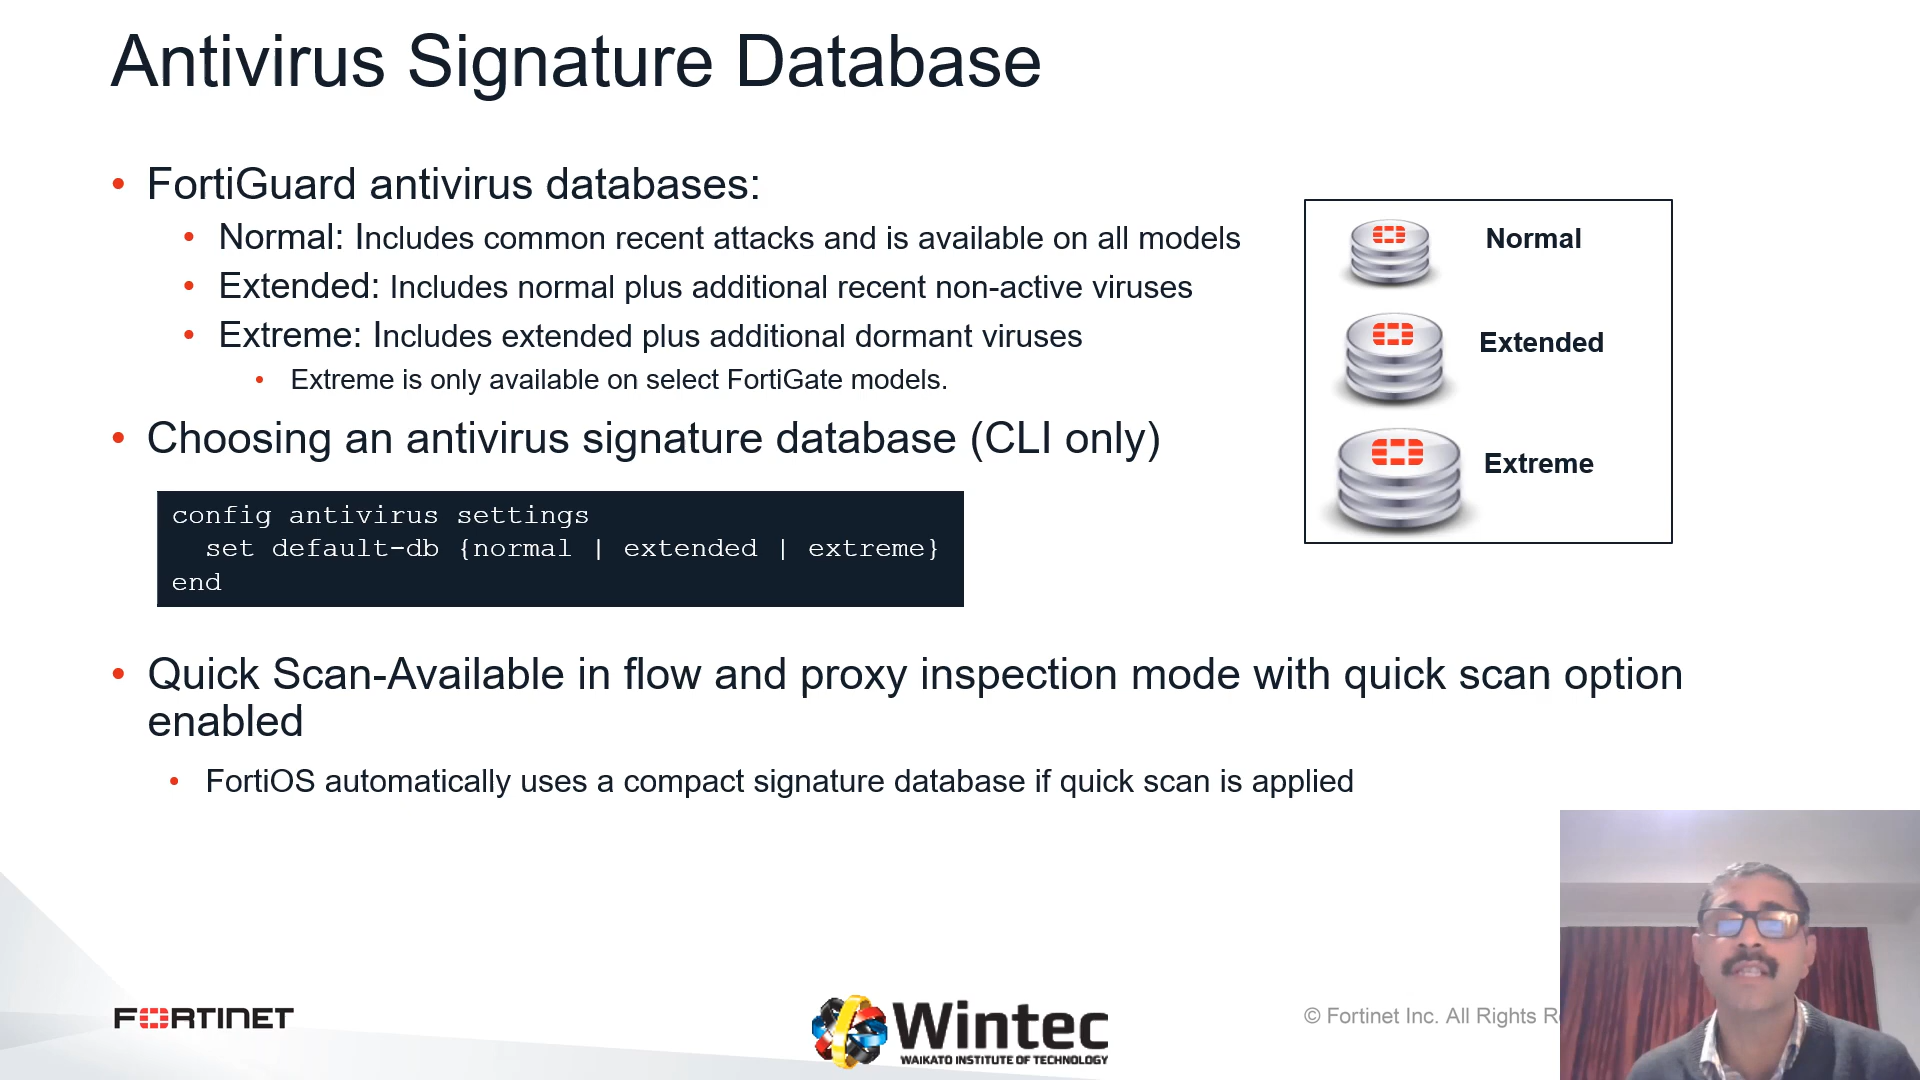 Antivirus Signature Database
• FortiGuard antivirus databases:
• Normal: Includes common recent attacks and is available on all models
• Extended: Includes normal plus additional recent non-active viruses
• Extreme: Includes extended plus additional dormant viruses
• Extreme is only available on select FortiGate models.
Normal
Extended
Extreme
• Choosing an antivirus signature database (CLI only)
config antivirus settings
set default-db {normal | extended | extreme}
end
• Quick Scan-Available in flow and proxy inspection mode with quick scan option
enabled
• FortiOS automatically uses a compact signature database if quick scan is applied
FORTINET
Wintec
WAIKATO INSTITUTE OF TECHNOLOGY
© Fortinet Inc. All Rights